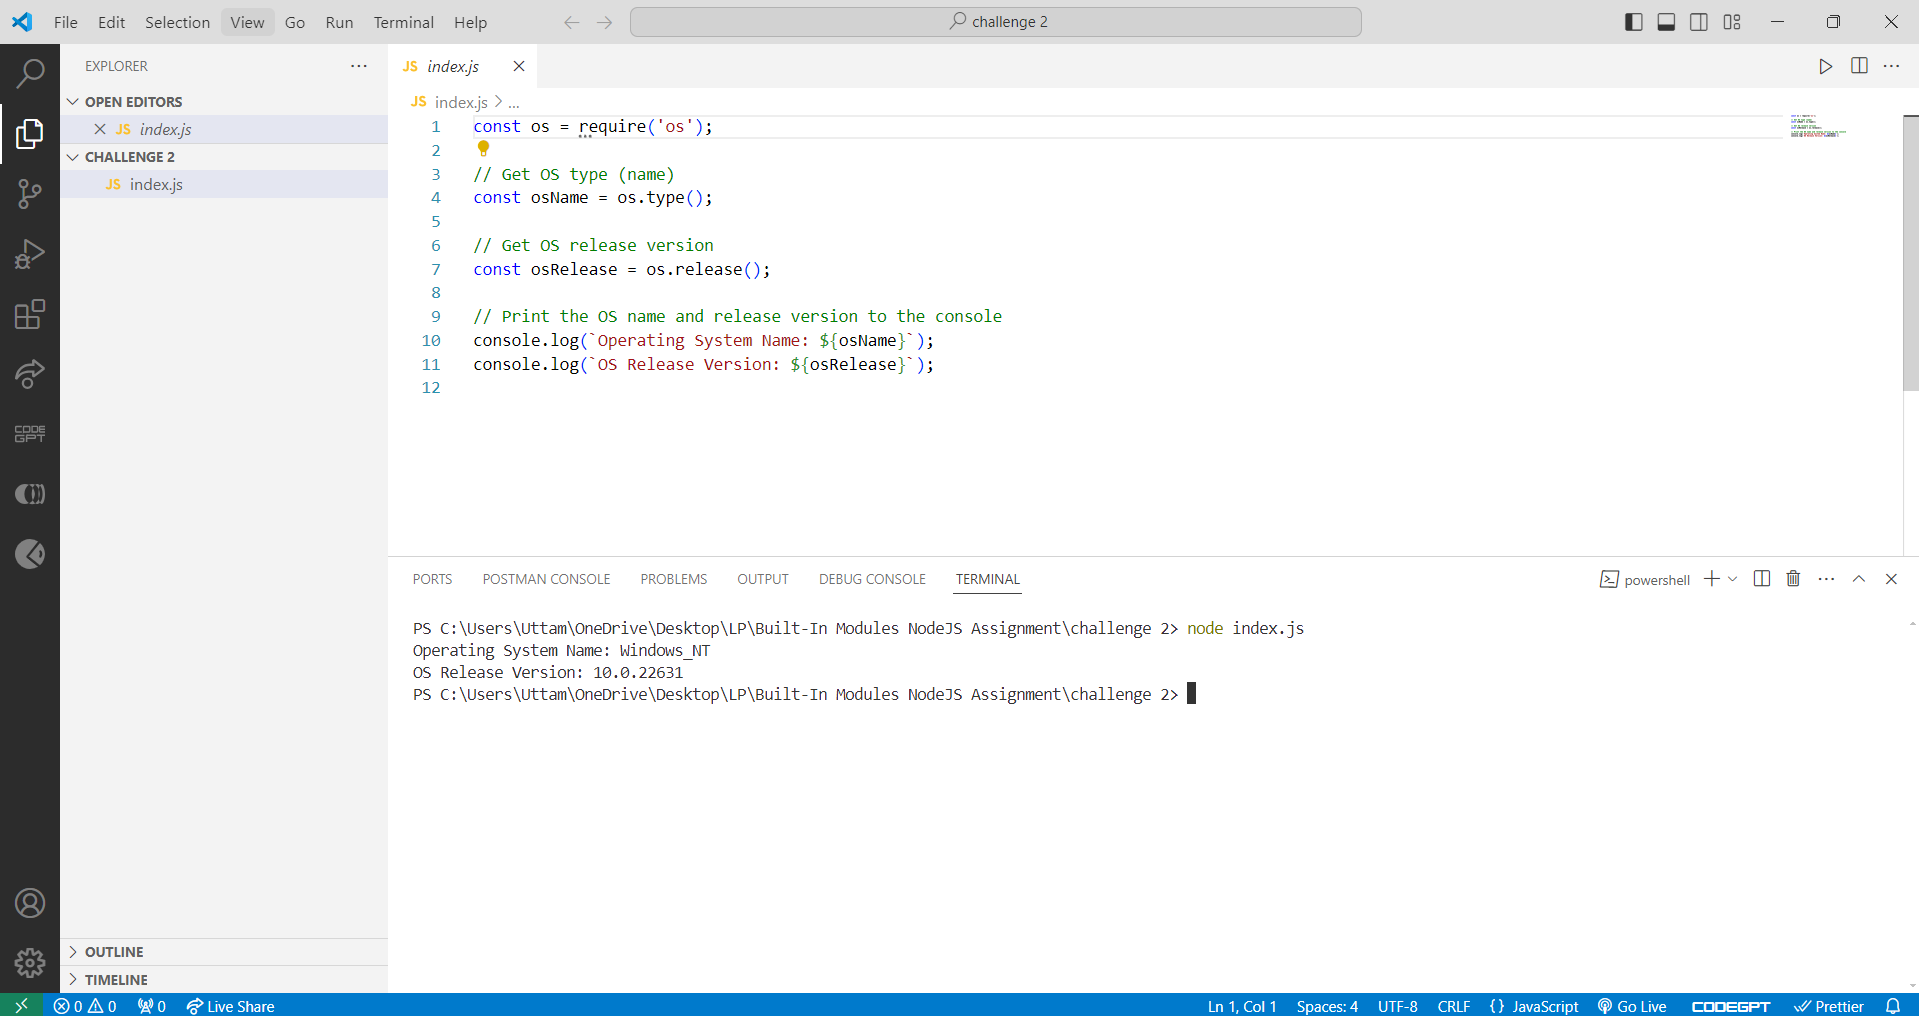 File Edit Selection View Go Run Terminal Help
challenge 2
EXPLORER
OPEN EDITORS
JS index.js
CHALLENGE 2
JS index.js
CODE
GPT
OUTLINE
TIMELINE
JS index.js
JS index.js > ...
1 const os = require('os');
2
3 // Get OS type (name)
4 const osName = os.type();
5
6 // Get OS release version
7 const osRelease = os.release();
8
9 // Print the OS name and release version to the console
10 console.log(`Operating System Name: ${osName}`);
11 console.log(`OS Release Version: ${osRelease}`);
12
PORTS POSTMAN CONSOLE PROBLEMS OUTPUT DEBUG CONSOLE TERMINAL
powershell
PS C:\Users\Uttam\OneDrive\Desktop\LP\Built-In Modules NodeJS Assignment\challenge 2> node index.js
Operating System Name: Windows_NT
OS Release Version: 10.0.22631
PS C:\Users\Uttam\OneDrive\Desktop\LP\Built-In Modules NodeJS Assignment\challenge 2>
0 0 0 Live Share Ln 1, Col 1 Spaces: 4 UTF-8 CRLF {} JavaScript Go Live CODEGPT Prettier